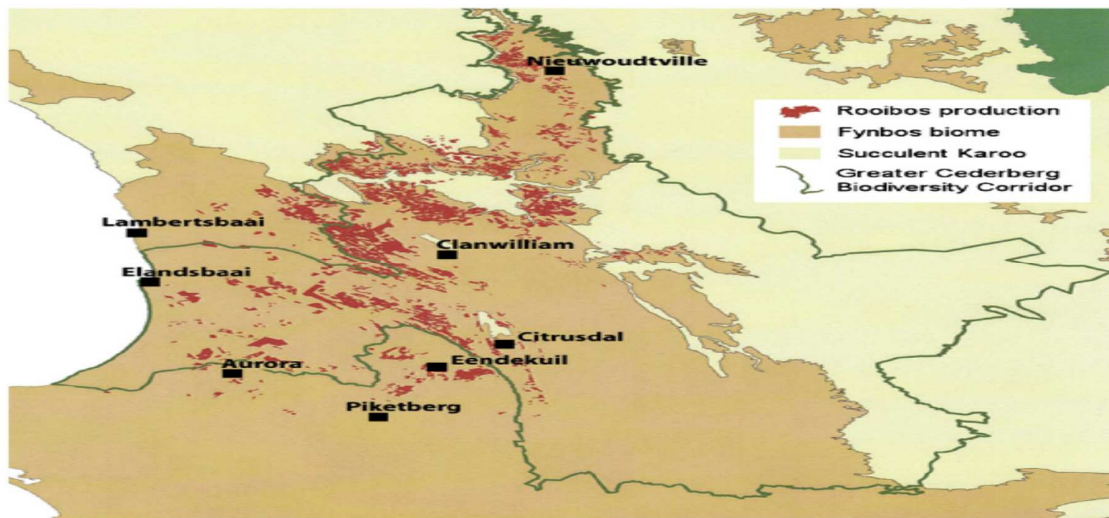 Nieuwoudtville
Rooibos production
Fynbos biome
Succulent Karoo
Greater Cederberg
Biodiversity Corridor
Lambertsbaai
Clanwilliam
Elandsbaai
Citrusdal
Eendekuil
Aurora
Piketberg